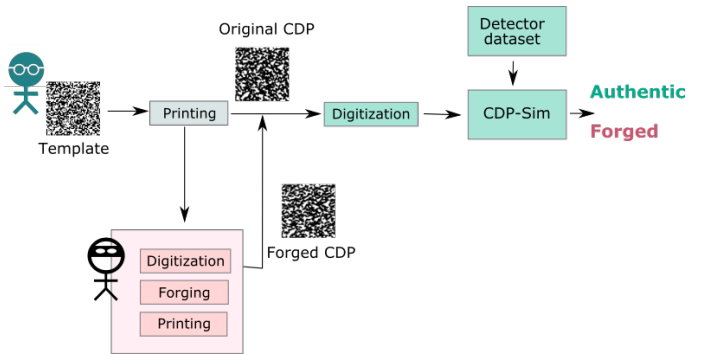 Original CDP
Detector
dataset
Template
Printing
Digitization
CDP-Sim
Authentic
Forged
Forged CDP
Digitization
Forging
Printing